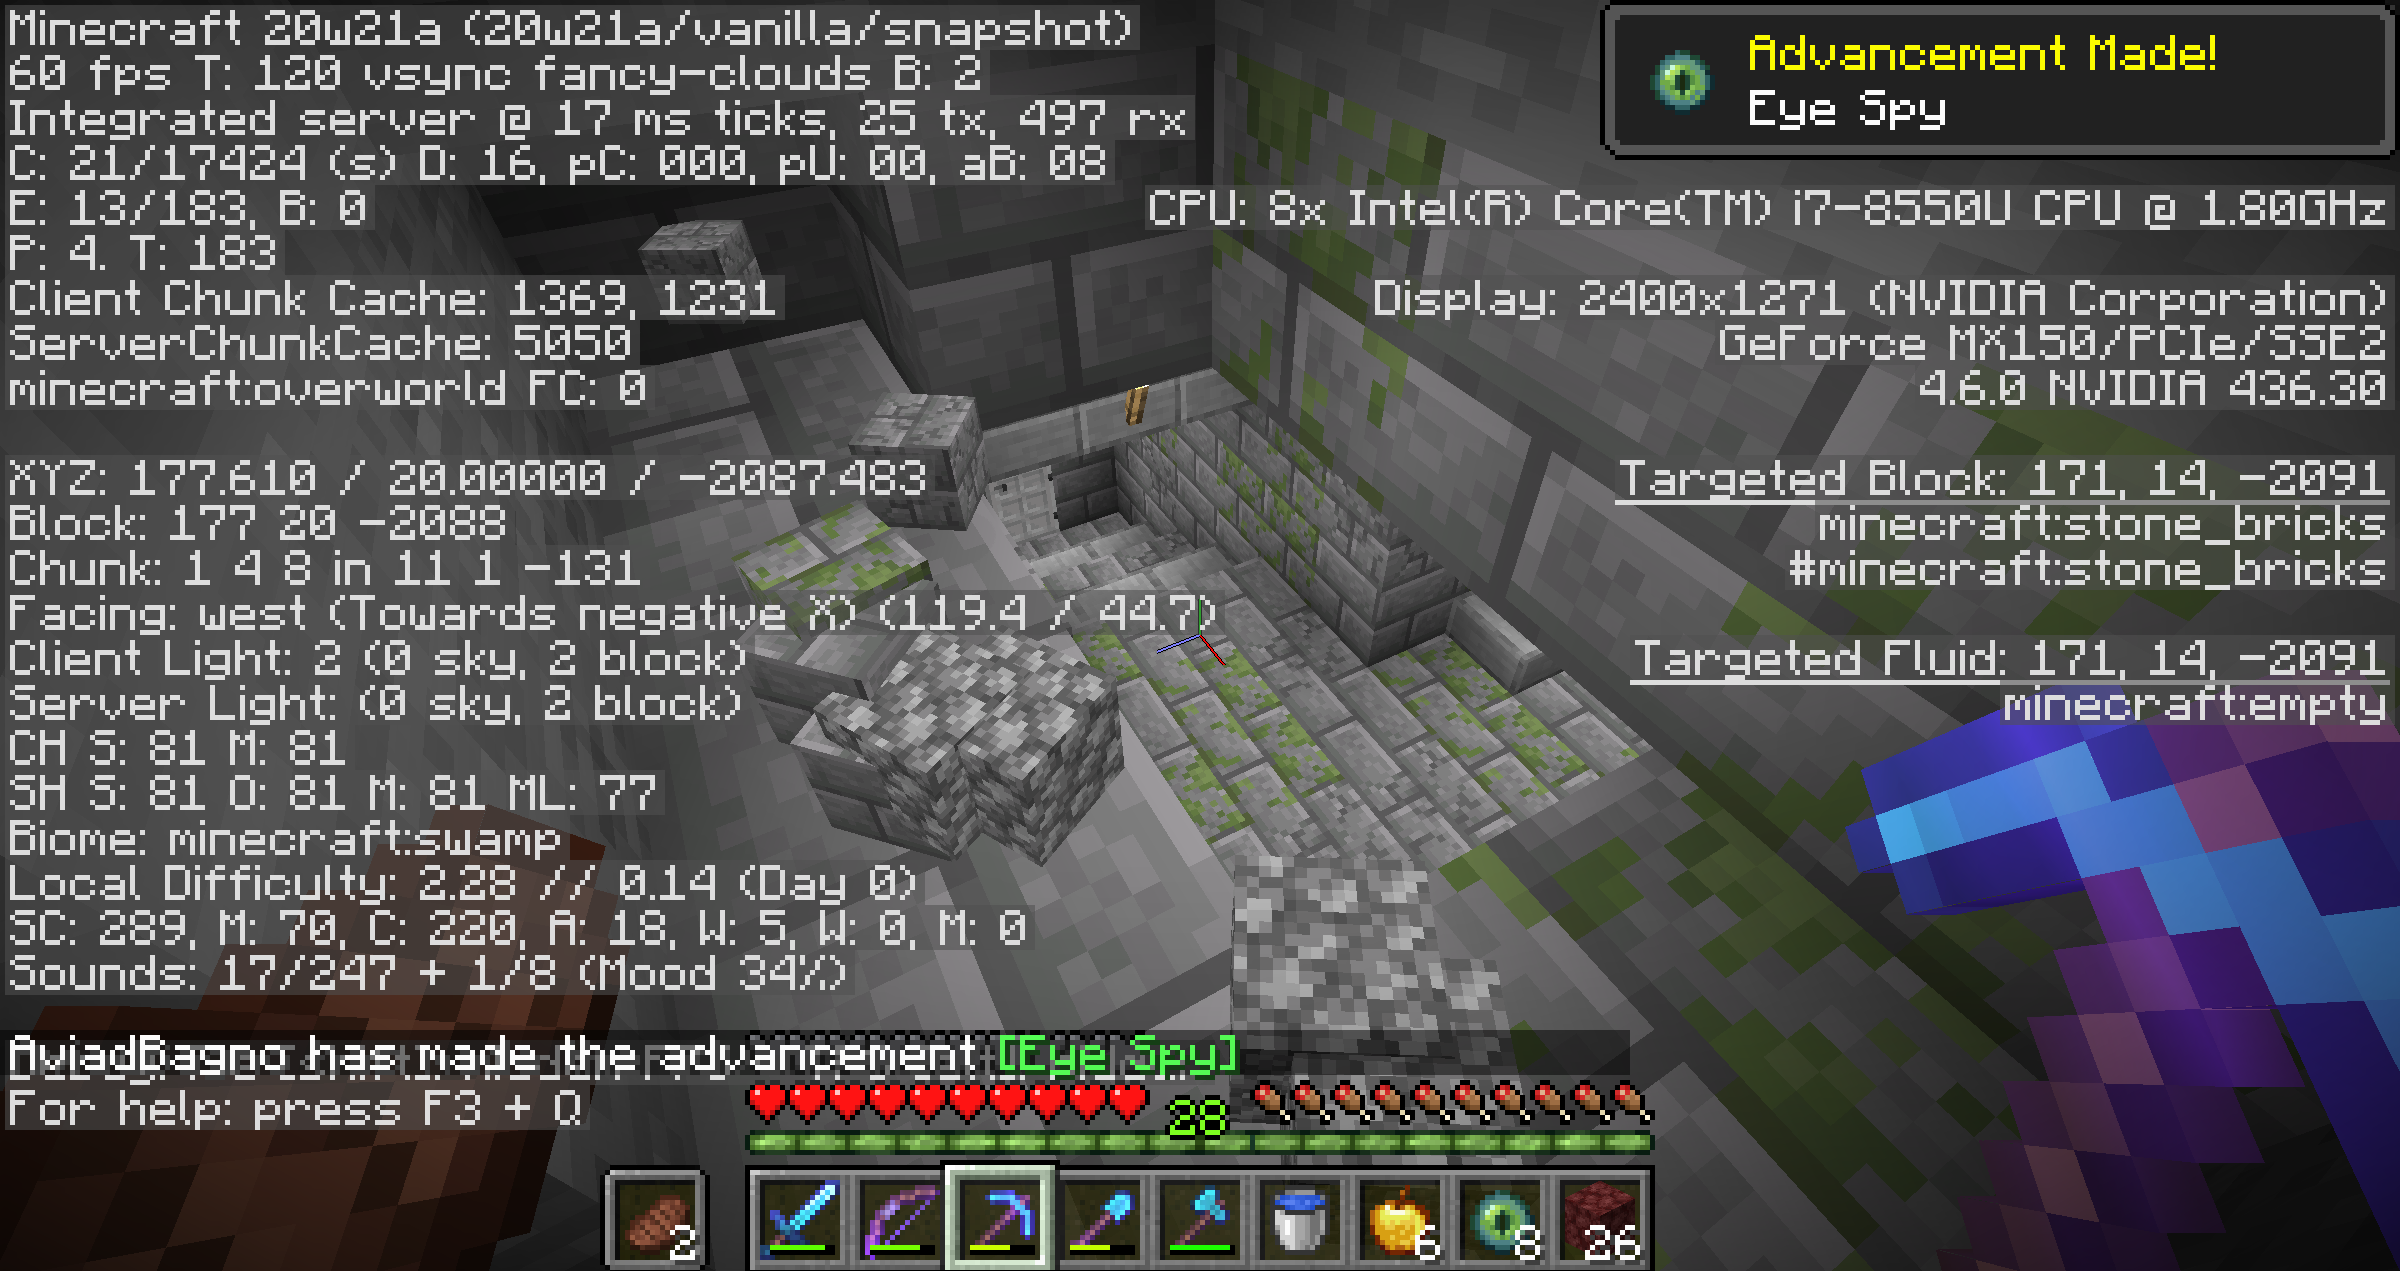 Minecraft 20w21a (20w21a/vanilla/snapshot)
60 fps T: 120 vsync fancy-clouds B: 2
Integrated server @ 17 ms ticks, 25 tx, 497 rx
C: 21/17424 (s) D: 16, pC: 000, pU: 00, aB: 08
E: 13/183, B: 0
P: 4. T: 183
Client Chunk Cache: 1369, 1231
ServerChunkCache: 5050
minecraft:overworld FC: 0
XYZ: 177.610 / 20.00000 / -2087.483
Block: 177 20 -2088
Chunk: 1 4 8 in 11 1 -131
Facing: west (Towards negative X) (119.4 / 44.7)
Client Light: 2 (0 sky, 2 block)
Server Light: (0 sky, 2 block)
CH S: 81 M: 81
SH S: 81 O: 81 M: 81 ML: 77
Biome: minecraft:swamp
Local Difficulty: 2.28 // 0.14 (Day 0)
SC: 289, M: 70, C: 220, A: 18, W: 5, W: 0, M: 0
Sounds: 17/247 + 1/8 (Mood 34%)
AviadBagno has made the advancement [Eye Spy]
For help: press F3 + Q
Advancement Made!
Eye Spy
CPU: 8x Intel(R) Core(TM) i7-8550U CPU @ 1.80GHz
Display: 2400x1271 (NVIDIA Corporation)
GeForce MX150/PCIe/SSE2
4.6.0 NVIDIA 436.30
Targeted Block: 171, 14, -2091
minecraft:stone_bricks
#minecraft:stone_bricks
Targeted Fluid: 171, 14, -2091
minecraft:empty
28
2
6
8
26